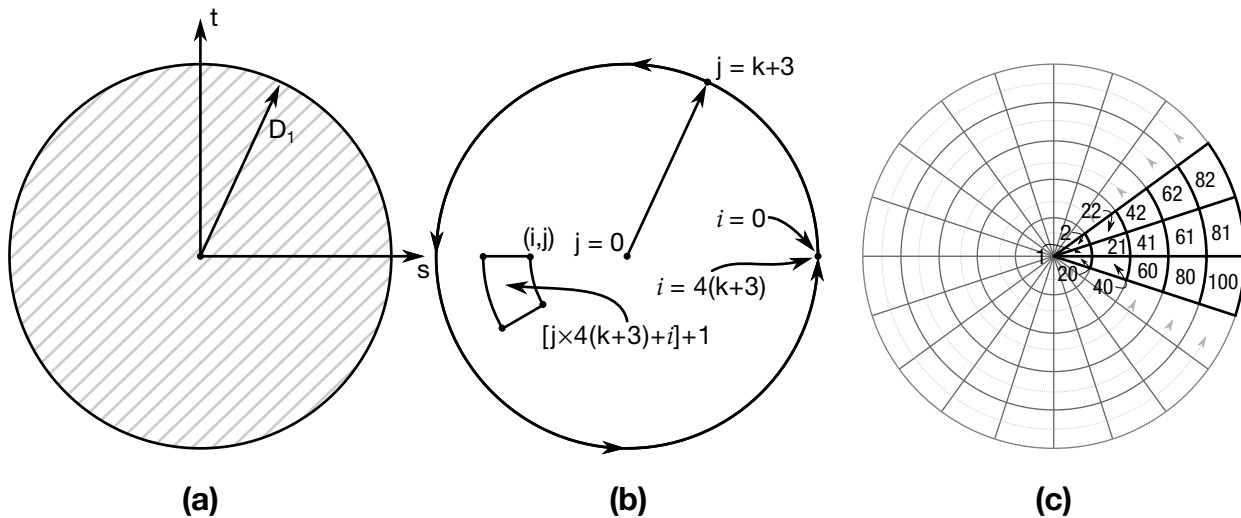 t
D₁
s
(a)
j = k+3
i = 0
(i,j)
j = 0
i = 4(k+3)
[j×4(k+3)+i]+1
(b)
82
62
22
42
2
81
61
41
21
1
20
40
60
80
100
(c)